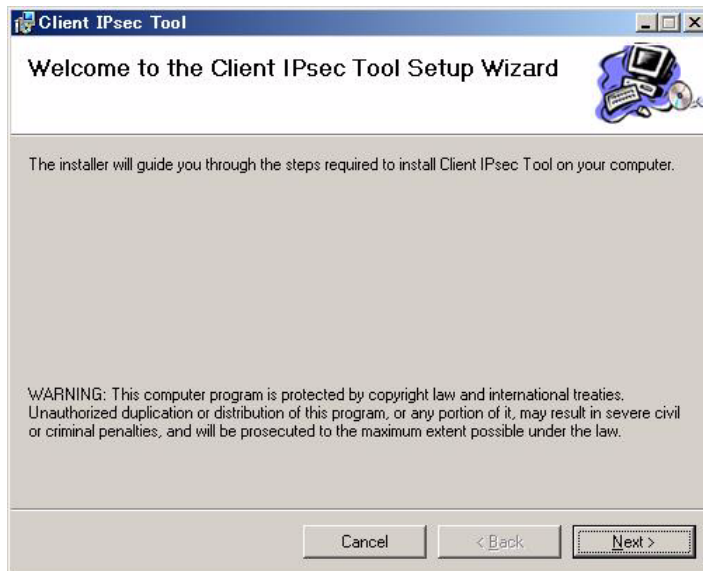 Client IPsec Tool
Welcome to the Client IPsec Tool Setup Wizard
The installer will guide you through the steps required to install Client IPsec Tool on your computer.
WARNING: This computer program is protected by copyright law and international treaties.
Unauthorized duplication or distribution of this program, or any portion of it, may result in severe civil
or criminal penalties, and will be prosecuted to the maximum extent possible under the law.
Cancel
< Back
Next >